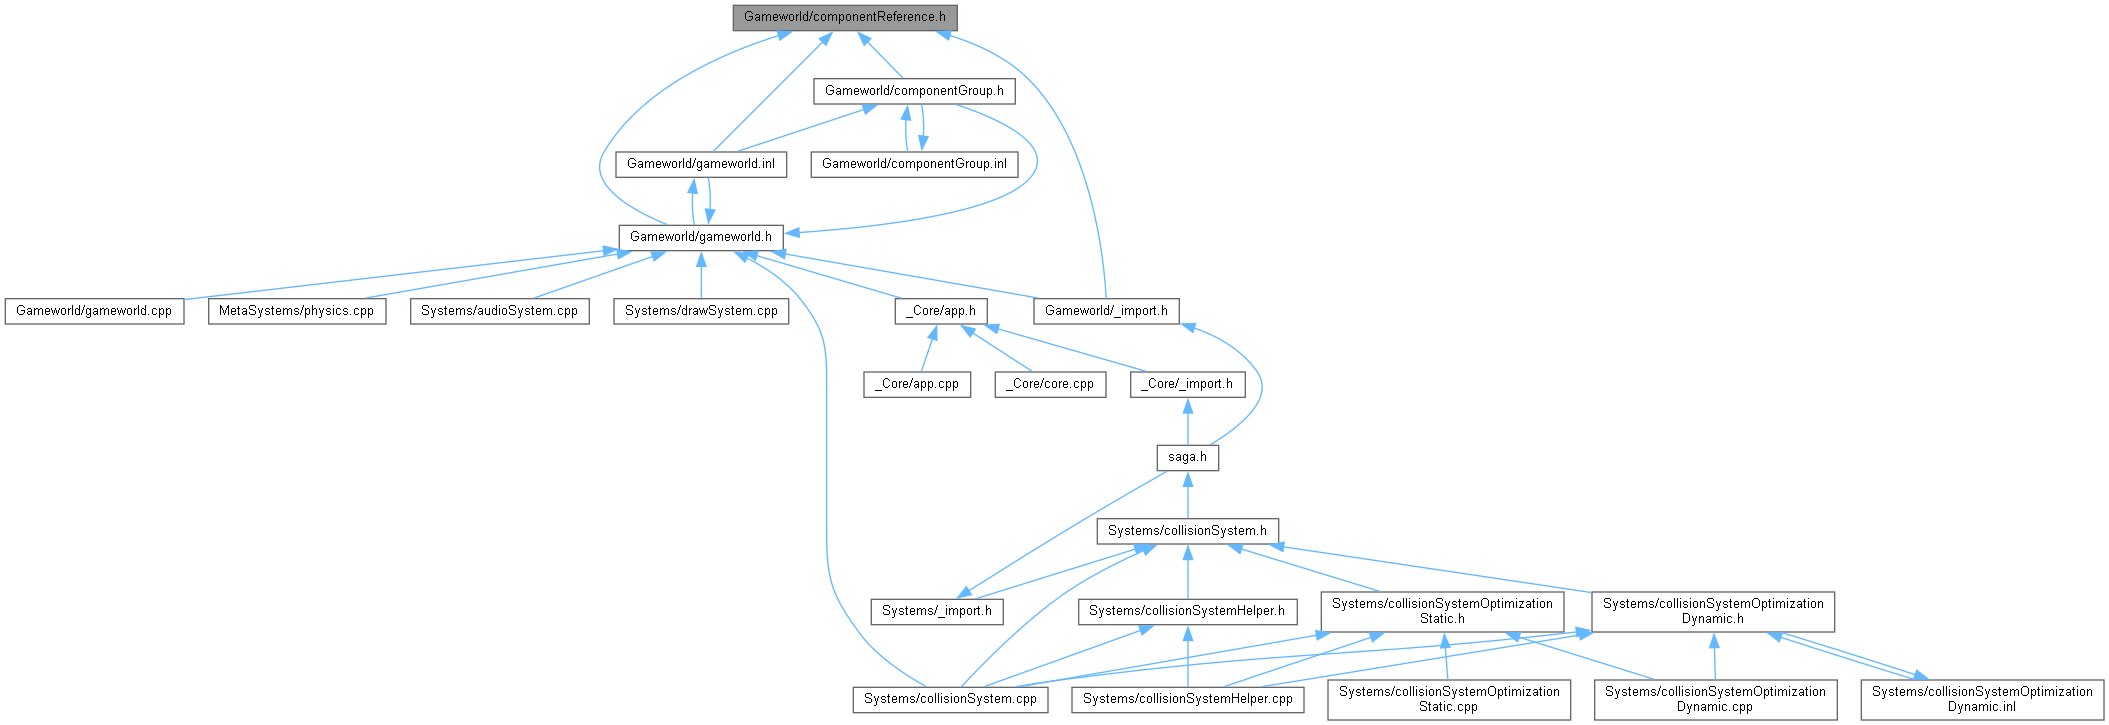 Gameworld/componentReference.h
Gameworld/componentGroup.h
Gameworld/gameworld.inl
Gameworld/componentGroup.inl
Gameworld/gameworld.h
Gameworld/gameworld.cpp
MetaSystems/physics.cpp
Systems/audioSystem.cpp
Systems/drawSystem.cpp
_Core/app.h
Gameworld/_import.h
_Core/app.cpp
_Core/core.cpp
_Core/_import.h
saga.h
Systems/collisionSystem.h
Systems/_import.h
Systems/collisionSystemHelper.h
Systems/collisionSystemOptimization
Static.h
Systems/collisionSystemOptimization
Dynamic.h
Systems/collisionSystem.cpp
Systems/collisionSystemHelper.cpp
Systems/collisionSystemOptimization
Static.cpp
Systems/collisionSystemOptimization
Dynamic.cpp
Systems/collisionSystemOptimization
Dynamic.inl